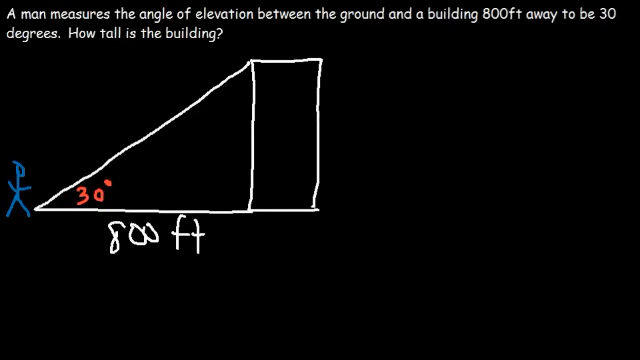 A man measures the angle of elevation between the ground and a building 800ft away to be 30
degrees. How tall is the building?
30°
800 ft